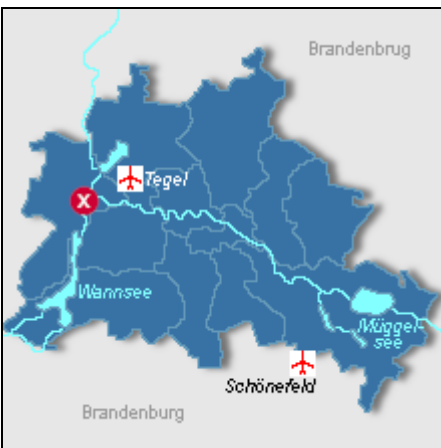 Brandenbrug
Tegel
X
Wannsee
Müggel-
see
Schönefeld
Brandenburg